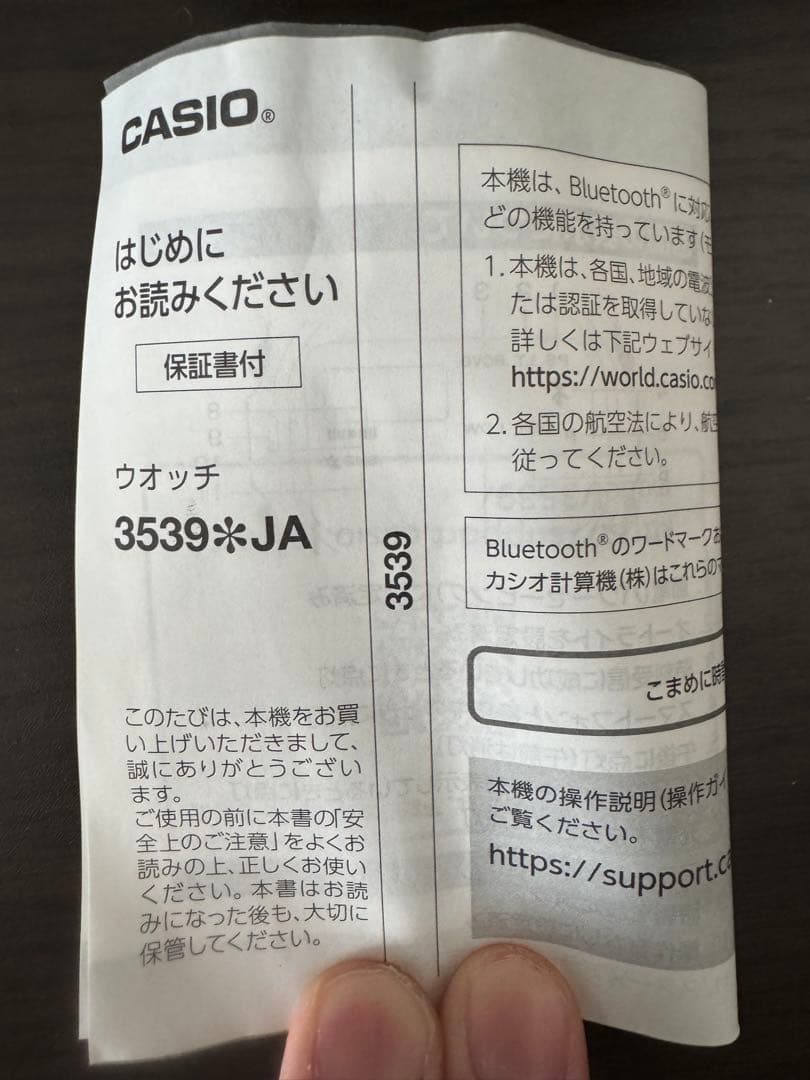 CASIO®
はじめに
お読みください
保証書付
ウオッチ
3539✼JA
このたびは、本機をお買
い上げいただきまして、
誠にありがとうござい
ます。
ご使用の前に本書の「安
全上のご注意」をよくお
読みの上、正しくお使い
ください。本書はお読
みになった後も、大切に
保管してください。
3539
本機は、Bluetooth®に対応
どの機能を持っています(モ
1. 本機は、各国、地域の電波
たは認証を取得していな
詳しくは下記ウェブサイ
https://world.casio.co
2. 各国の航空法により、航空
従ってください。
Bluetooth®のワードマークお
カシオ計算機(株)はこれらのマ
こまめに時計
本機の操作説明(操作ガイ
ご覧ください。
https://support.ca